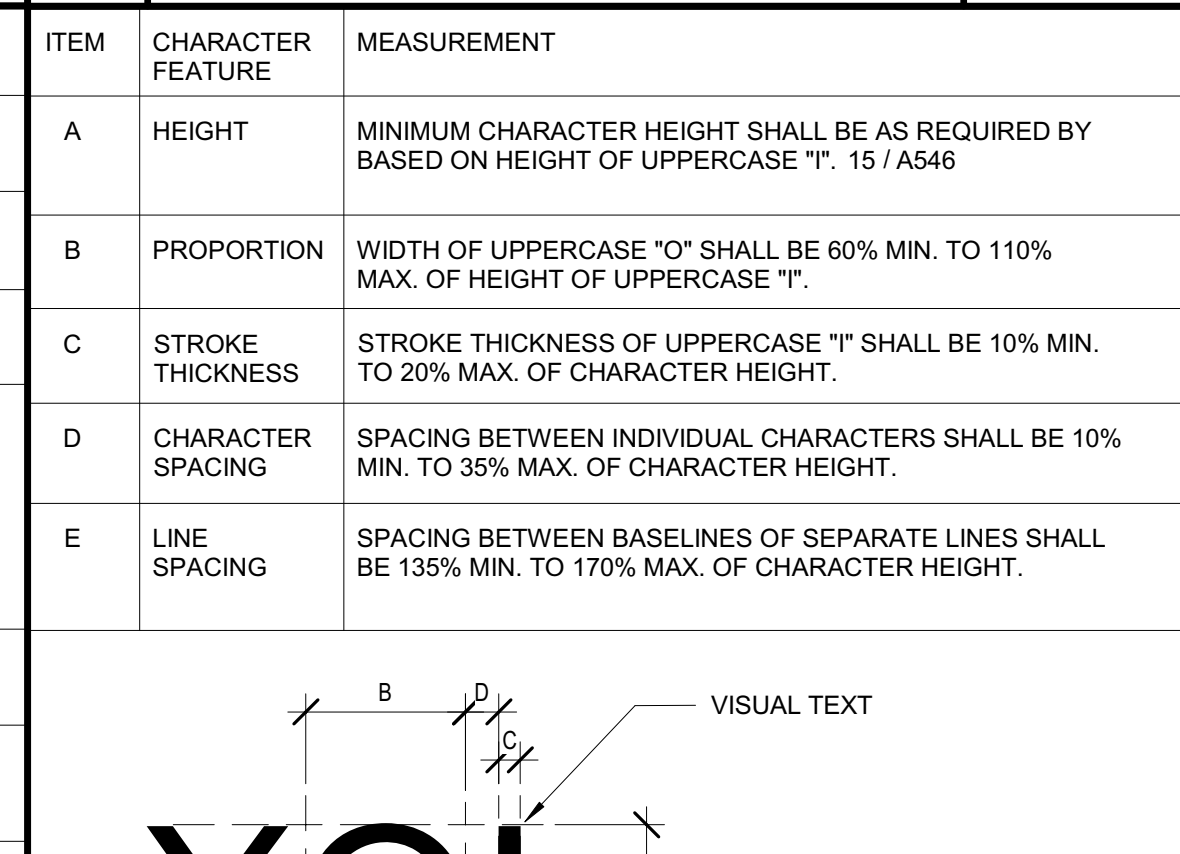 ITEM
CHARACTER
FEATURE
MEASUREMENT
A
HEIGHT
MINIMUM CHARACTER HEIGHT SHALL BE AS REQUIRED BY
BASED ON HEIGHT OF UPPERCASE "I". 15 / A546
B
PROPORTION
WIDTH OF UPPERCASE "O" SHALL BE 60% MIN. TO 110%
MAX. OF HEIGHT OF UPPERCASE "I".
C
STROKE
THICKNESS
STROKE THICKNESS OF UPPERCASE "I" SHALL BE 10% MIN.
TO 20% MAX. OF CHARACTER HEIGHT.
D
CHARACTER
SPACING
SPACING BETWEEN INDIVIDUAL CHARACTERS SHALL BE 10%
MIN. TO 35% MAX. OF CHARACTER HEIGHT.
E
LINE
SPACING
SPACING BETWEEN BASELINES OF SEPARATE LINES SHALL
BE 135% MIN. TO 170% MAX. OF CHARACTER HEIGHT.
B
D
VISUAL TEXT
C